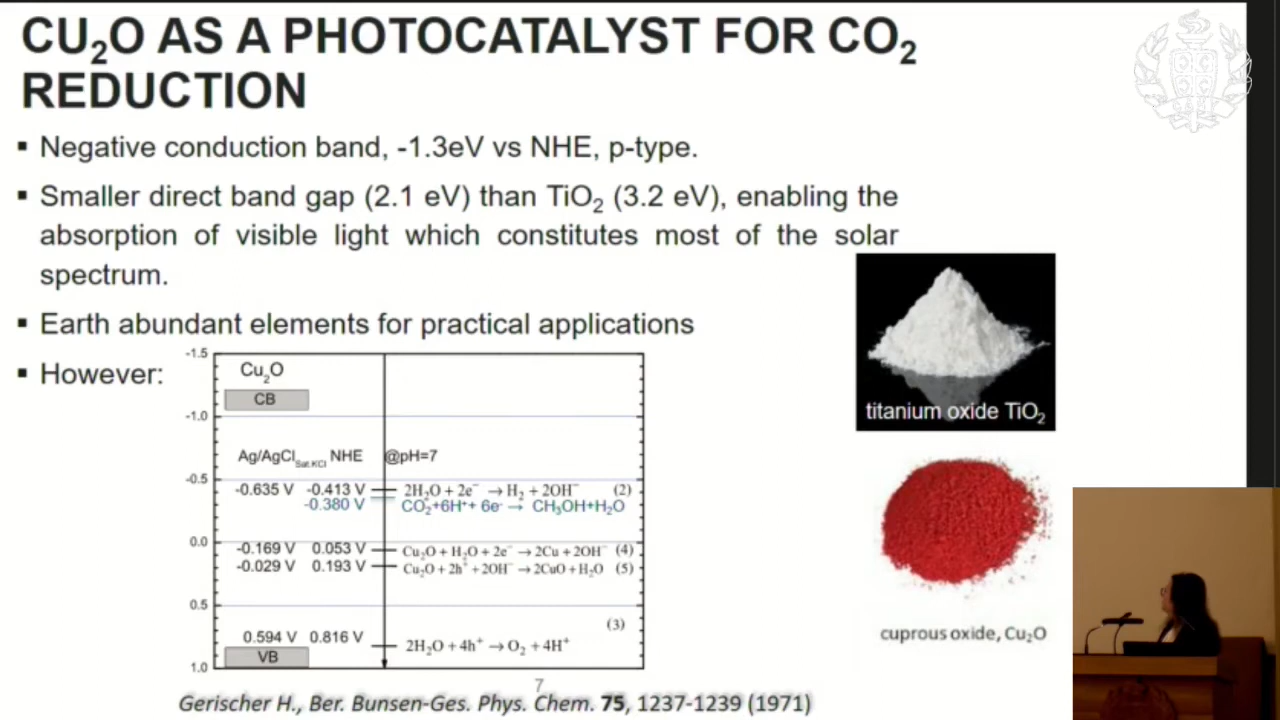 CU₂O AS A PHOTOCATALYST FOR CO₂
REDUCTION
▪ Negative conduction band, -1.3eV vs NHE, p-type.
▪ Smaller direct band gap (2.1 eV) than TiO₂ (3.2 eV), enabling the
absorption of visible light which constitutes most of the solar
spectrum.
▪ Earth abundant elements for practical applications
▪ However:
-1.5
Cu₂O
CB
-1.0
Ag/AgCl Sat.KCl NHE @pH=7
-0.5
-0.635 V -0.413 V 2H₂O + 2e⁻ → H₂ + 2OH⁻ (2)
-0.380 V CO₂+6H⁺+ 6e⁻ → CH₃OH+H₂O
0.0
-0.169 V 0.053 V Cu₂O + H₂O + 2e⁻ → 2Cu + 2OH⁻ (4)
-0.029 V 0.193 V Cu₂O + 2h⁺ + 2OH⁻ → 2CuO + H₂O (5)
0.5
(3)
0.594 V 0.816 V 2H₂O + 4h⁺ → O₂ + 4H⁺
VB
1.0
titanium oxide TiO₂
cuprous oxide, Cu₂O
7
Gerischer H., Ber. Bunsen-Ges. Phys. Chem. 75, 1237-1239 (1971)